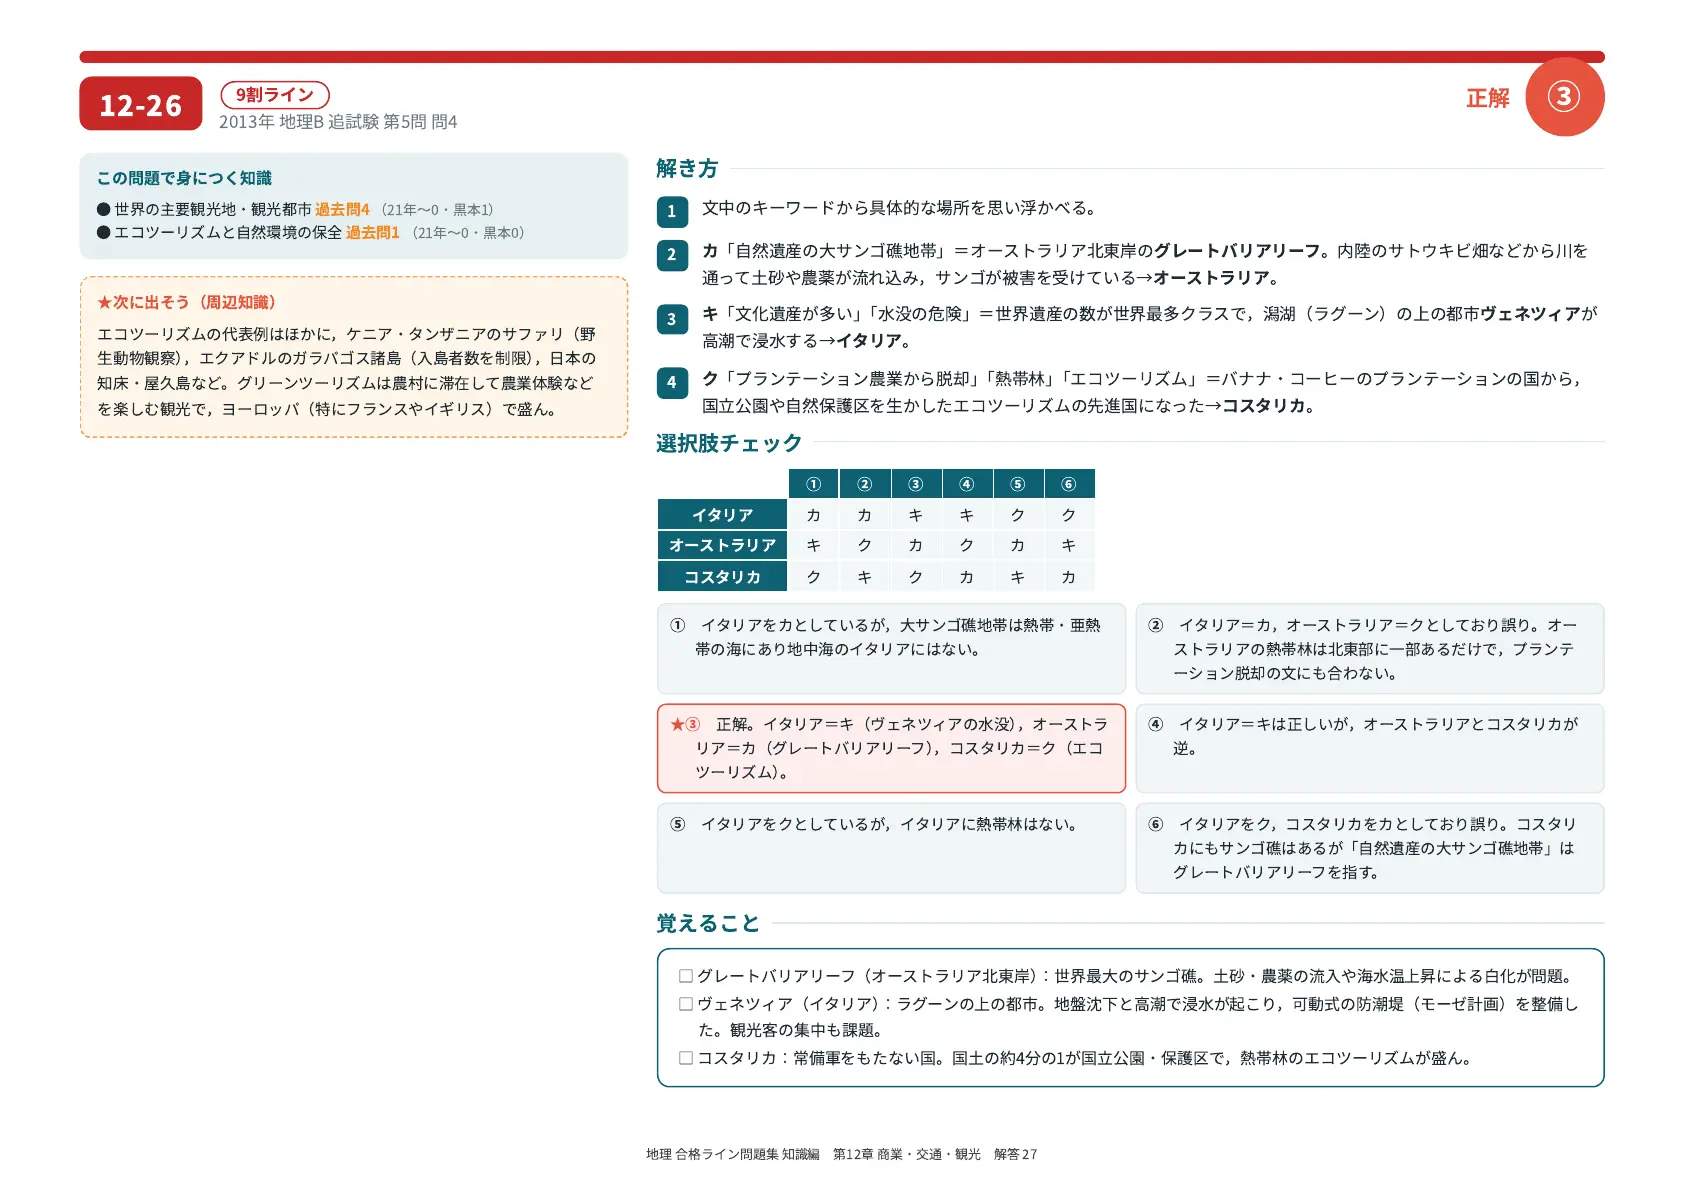 12-26
9割ライン
2013年 地理B 追試験 第5問 問4
正解 ③
この問題で身につく知識
● 世界の主要観光地・観光都市 過去問4 （21年〜0・黒本1）
● エコツーリズムと自然環境の保全 過去問1 （21年〜0・黒本0）
★次に出そう（周辺知識）
エコツーリズムの代表例はほかに，ケニア・タンザニアのサファリ（野
生動物観察），エクアドルのガラパゴス諸島（入島者数を制限），日本の
知床・屋久島など。グリーンツーリズムは農村に滞在して農業体験など
を楽しむ観光で，ヨーロッパ（特にフランスやイギリス）で盛ん。
解き方
1 文中のキーワードから具体的な場所を思い浮かべる。
2 カ「自然遺産の大サンゴ礁地帯」＝オーストラリア北東岸のグレートバリアリーフ。内陸のサトウキビ畑などから川を
通って土砂や農薬が流れ込み，サンゴが被害を受けている→オーストラリア。
3 キ「文化遺産が多い」「水没の危険」＝世界遺産の数が世界最多クラスで，潟湖（ラグーン）の上の都市ヴェネツィアが
高潮で浸水する→イタリア。
4 ク「プランテーション農業から脱却」「熱帯林」「エコツーリズム」＝バナナ・コーヒーのプランテーションの国から，
国立公園や自然保護区を生かしたエコツーリズムの先進国になった→コスタリカ。
選択肢チェック
① ② ③ ④ ⑤ ⑥
イタリア カ カ キ キ ク ク
オーストラリア キ ク カ ク カ キ
コスタリカ ク キ ク カ キ カ
① イタリアをカとしているが，大サンゴ礁地帯は熱帯・亜熱
帯の海にあり地中海のイタリアにはない。
② イタリア＝カ，オーストラリア＝クとしており誤り。オー
ストラリアの熱帯林は北東部に一部あるだけで，プランテ
ーション脱却の文にも合わない。
★③ 正解。イタリア＝キ（ヴェネツィアの水没），オーストラ
リア＝カ（グレートバリアリーフ），コスタリカ＝ク（エコ
ツーリズム）。
④ イタリア＝キは正しいが，オーストラリアとコスタリカが
逆。
⑤ イタリアをクとしているが，イタリアに熱帯林はない。
⑥ イタリアをク，コスタリカをカとしており誤り。コスタリ
カにもサンゴ礁はあるが「自然遺産の大サンゴ礁地帯」は
グレートバリアリーフを指す。
覚えること
□ グレートバリアリーフ（オーストラリア北東岸）：世界最大のサンゴ礁。土砂・農薬の流入や海水温上昇による白化が問題。
□ ヴェネツィア（イタリア）：ラグーンの上の都市。地盤沈下と高潮で浸水が起こり，可動式の防潮堤（モーゼ計画）を整備し
た。観光客の集中も課題。
□ コスタリカ：常備軍をもたない国。国土の約4分の1が国立公園・保護区で，熱帯林のエコツーリズムが盛ん。
地理 合格ライン問題集 知識編 第12章 商業・交通・観光 解答27